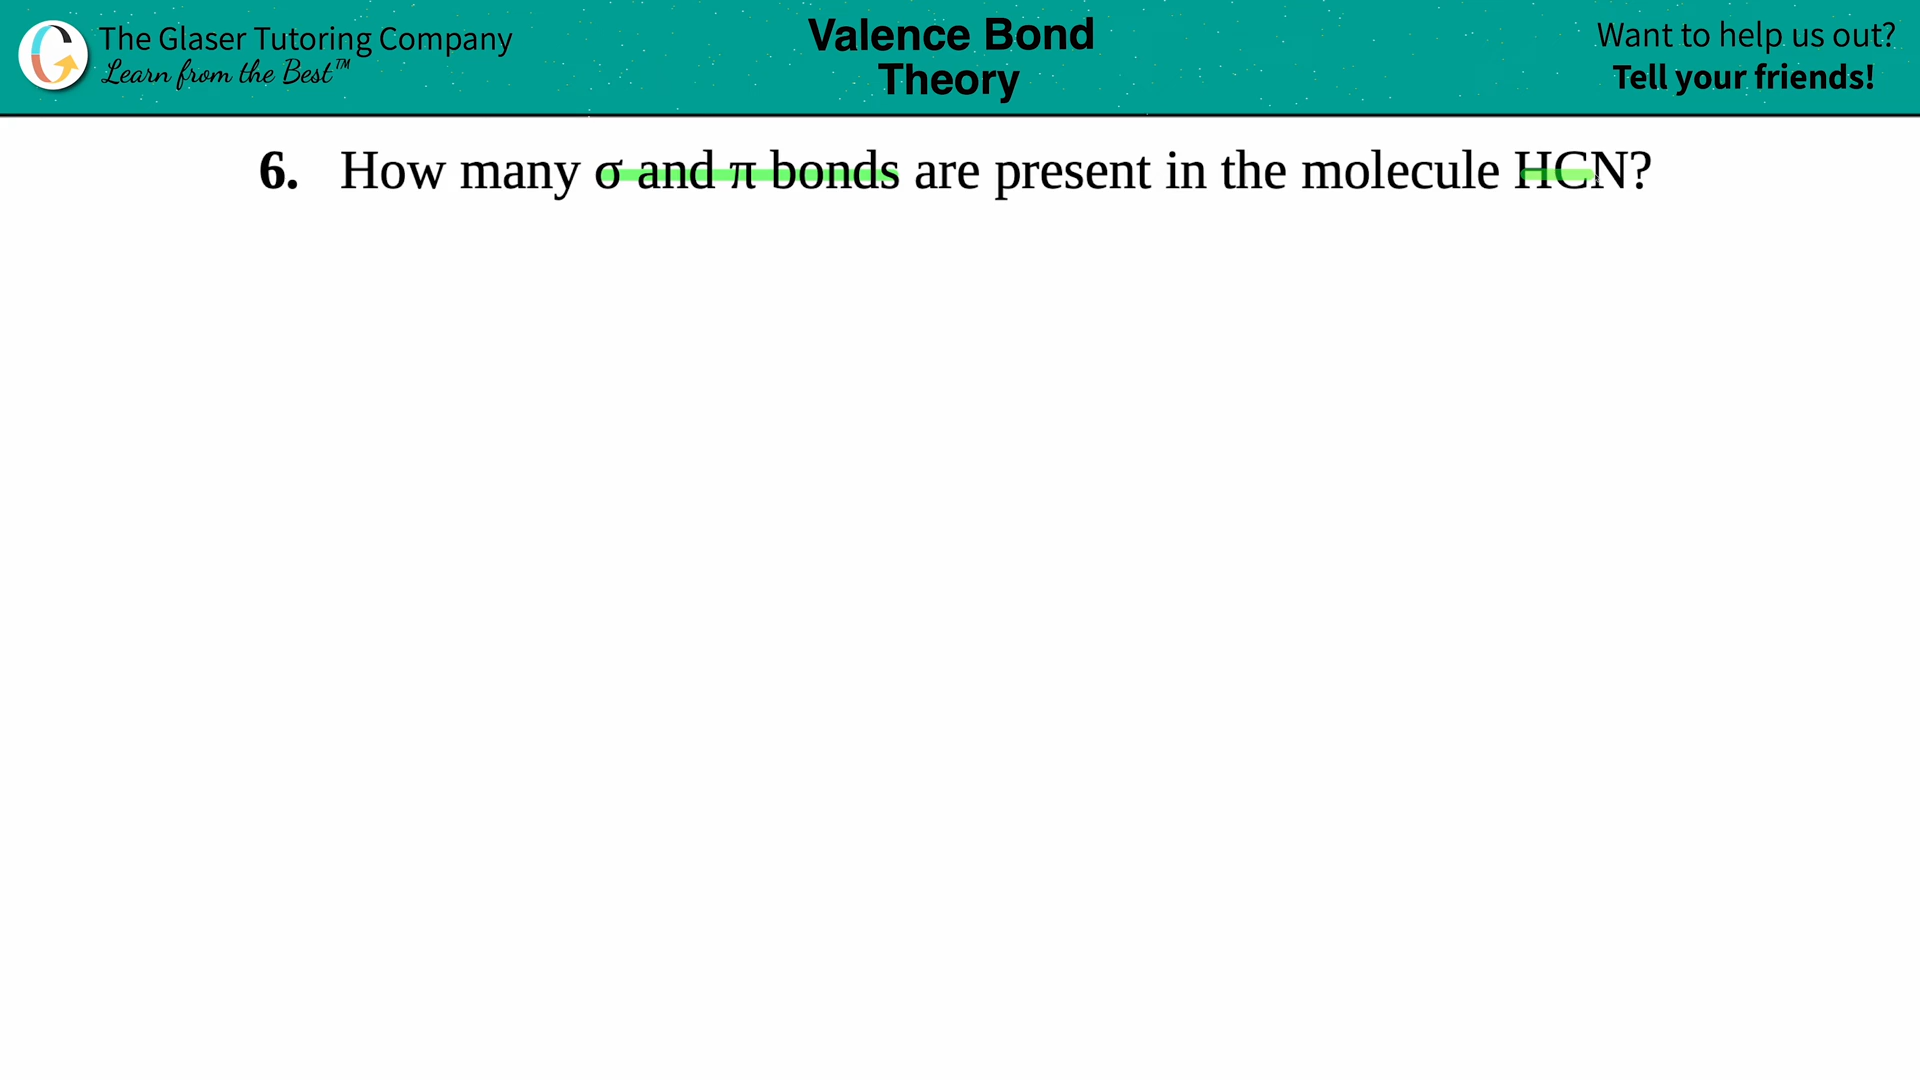 The Glaser Tutoring Company
Learn from the Best™
Valence Bond
Theory
Want to help us out?
Tell your friends!
6. How many σ and π bonds are present in the molecule HCN?